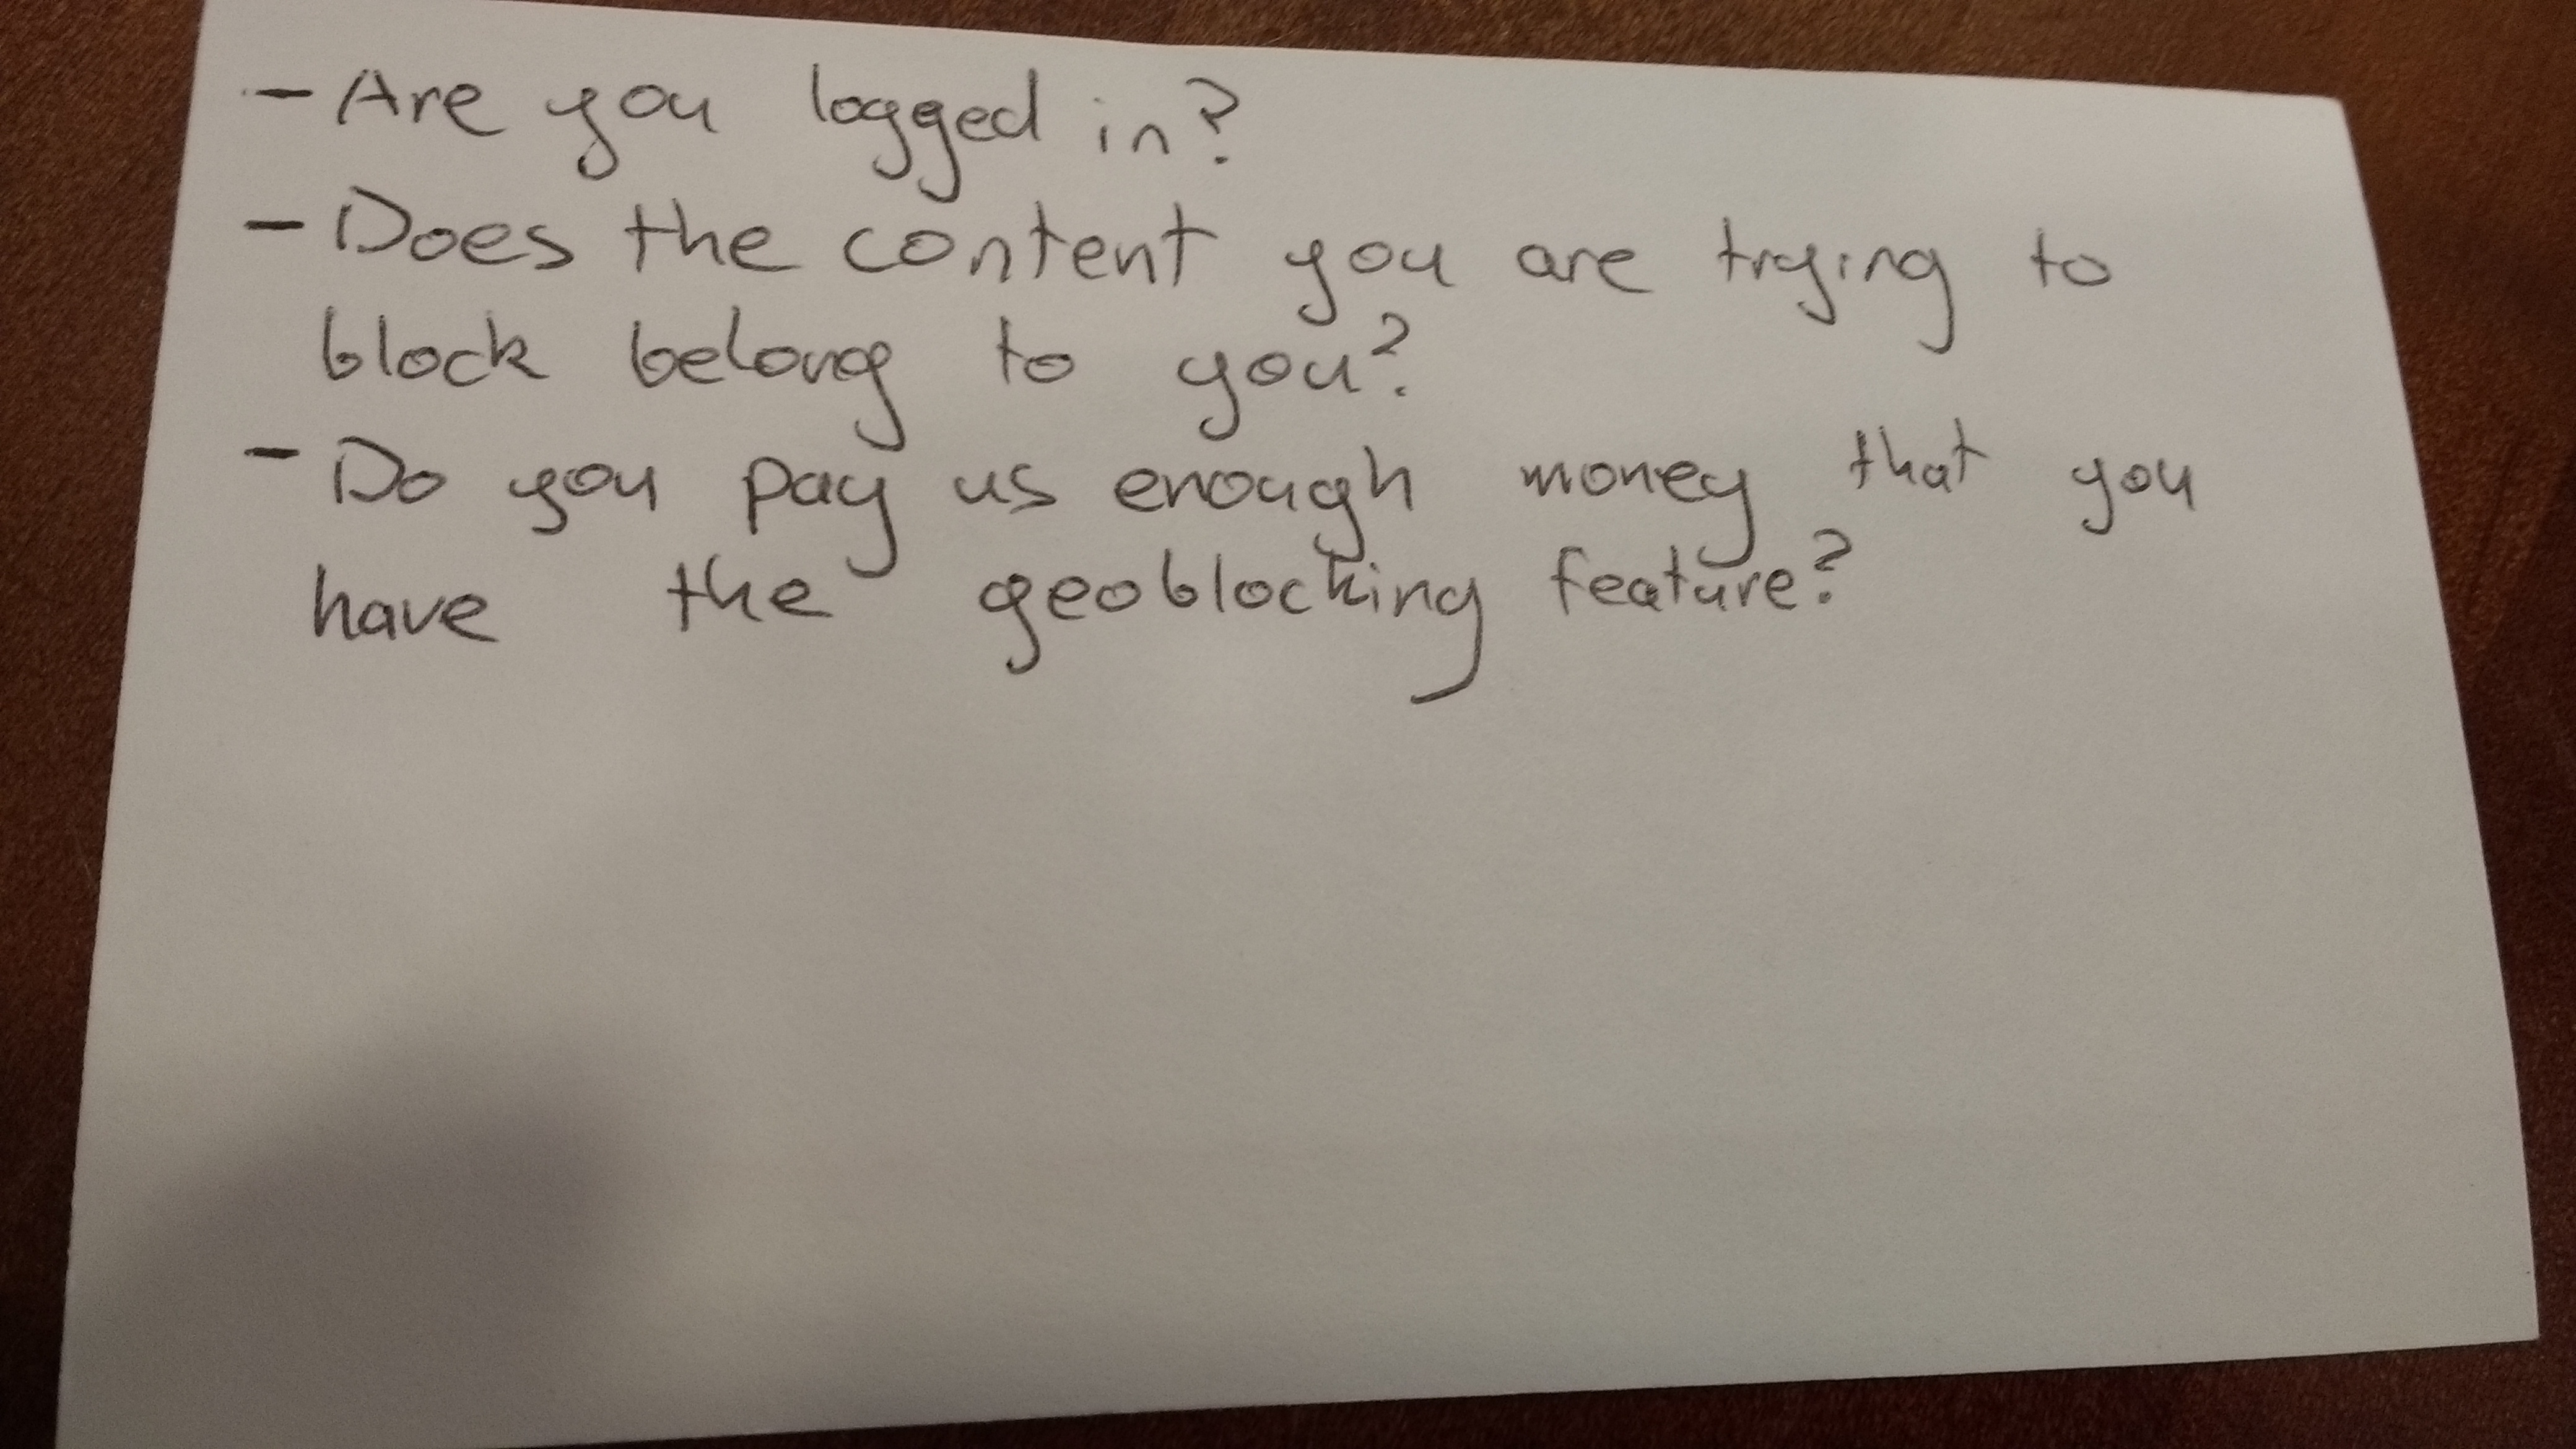 - Are you logged in?
- Does the content you are trying to
block belong to you?
- Do you pay us enough money that you
have the geoblocking feature?